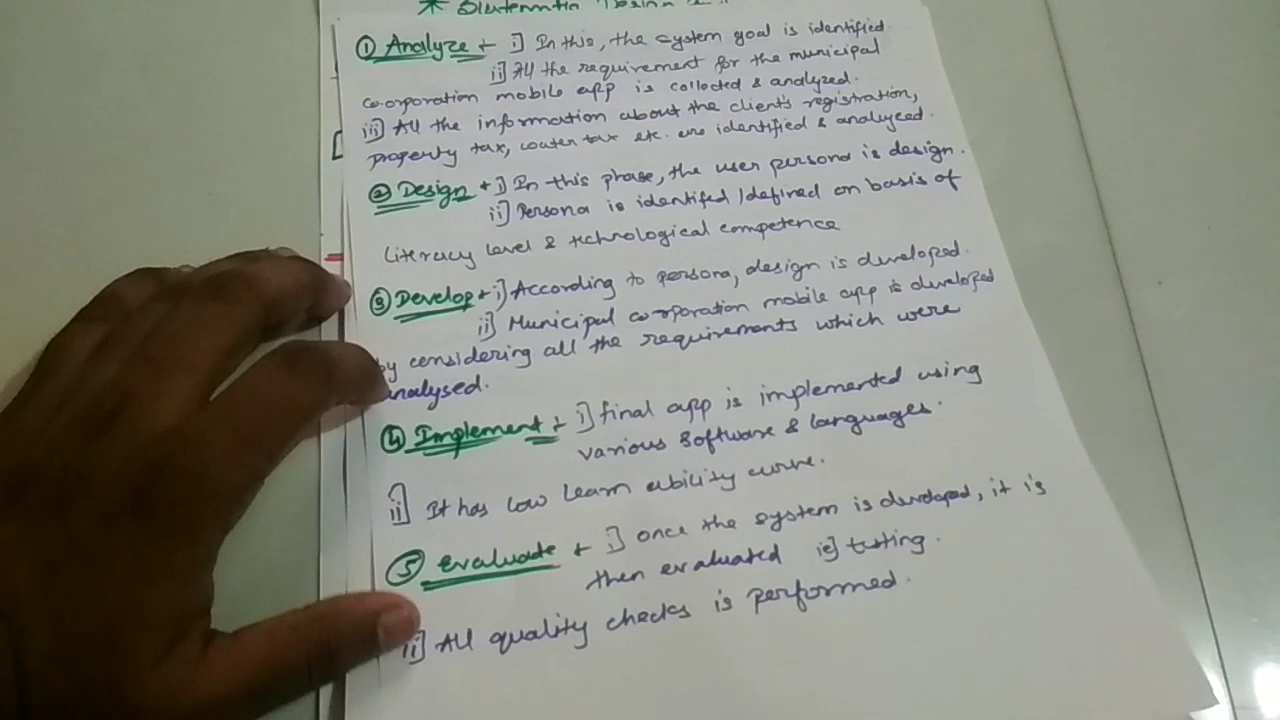 ① Analyze :- i] In this, the system goal is identified
ii] All the requirement for the municipal
co-orporation mobile app is collected & analyzed.
iii] All the information about the client's registration,
property tax, water tax etc. are identified & analyzed.
② Design :- i] In this phase, the user persona is design.
ii] Persona is identifed /defined on basis of
Literacy level & technological competence
③ Develop :- i] According to persona, design is developed.
ii] Municipal co-orporation mobile app is developed
by considering all the requirements which were
analysed.
④ Implement :- i] final app is implemented using
various software & languages.
ii] It has low learn ability curve.
⑤ evaluate :- i] once the system is developed, it is
then evaluated ie] testing.
ii] All quality checks is performed.